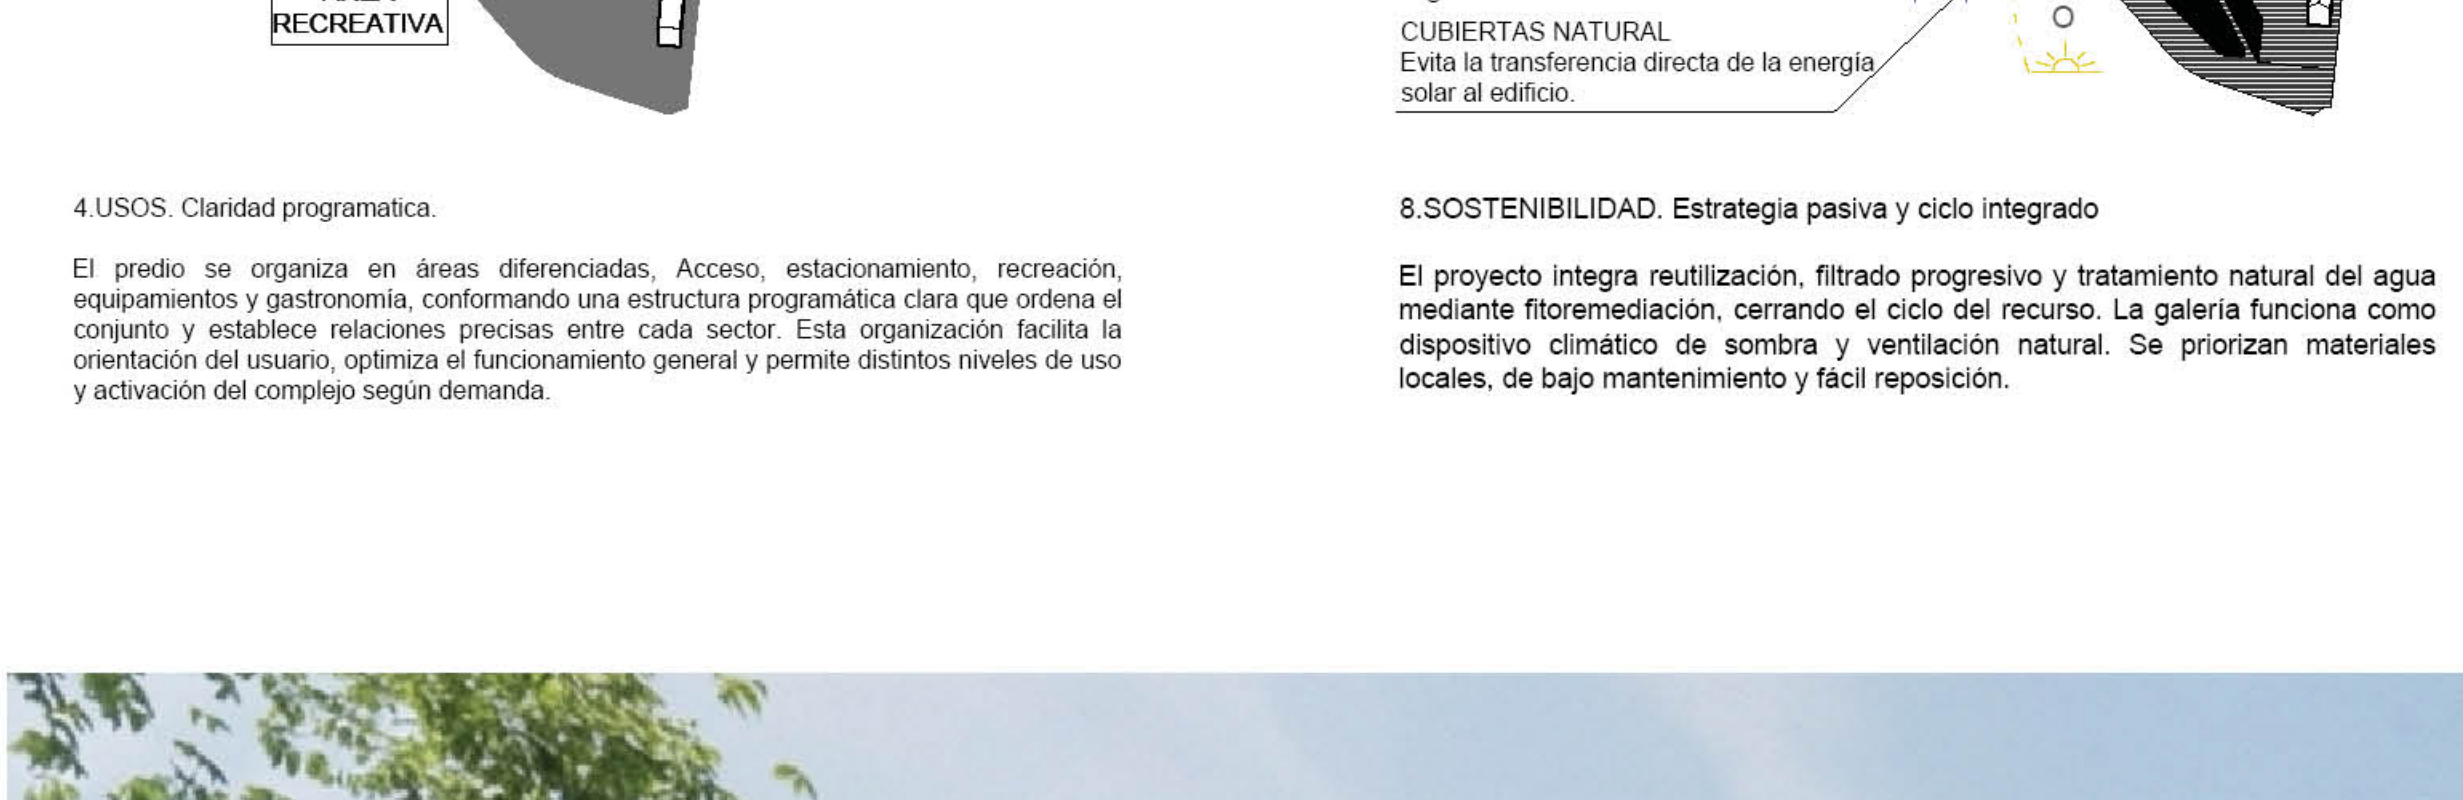 RECREATIVA
CUBIERTAS NATURAL
Evita la transferencia directa de la energía
solar al edificio.
O
4.USOS. Claridad programatica.
El predio se organiza en áreas diferenciadas, Acceso, estacionamiento, recreación,
equipamientos y gastronomía, conformando una estructura programática clara que ordena el
conjunto y establece relaciones precisas entre cada sector. Esta organización facilita la
orientación del usuario, optimiza el funcionamiento general y permite distintos niveles de uso
y activación del complejo según demanda.
8.SOSTENIBILIDAD. Estrategia pasiva y ciclo integrado
El proyecto integra reutilización, filtrado progresivo y tratamiento natural del agua
mediante fitoremediación, cerrando el ciclo del recurso. La galería funciona como
dispositivo climático de sombra y ventilación natural. Se priorizan materiales
locales, de bajo mantenimiento y fácil reposición.